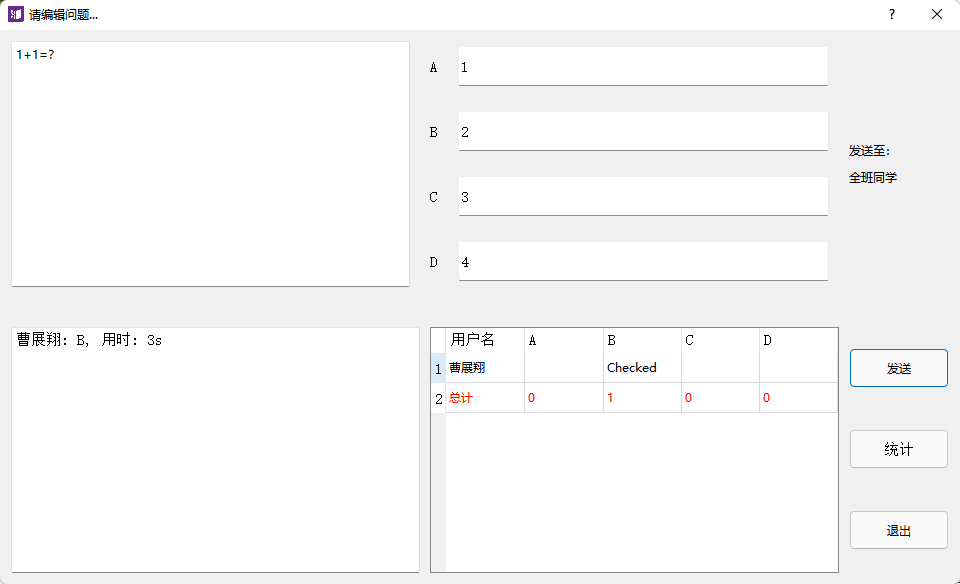 请编辑问题...
?
1+1=?
A
1
B
2
C
3
D
4
发送至:
全班同学
曹展翔: B, 用时: 3s
用户名 A B C D
1 曹展翔 Checked
2 总计 0 1 0 0
发送
统计
退出